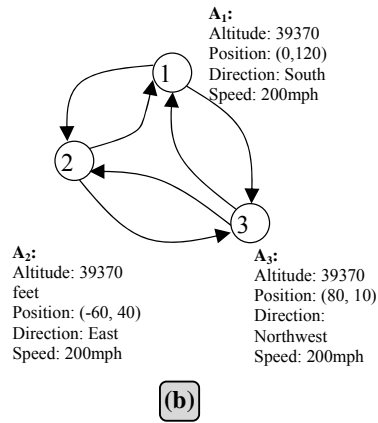 A₁:
Altitude: 39370
Position: (0,120)
Direction: South
Speed: 200mph
1
2
3
A₂:
Altitude: 39370
feet
Position: (-60, 40)
Direction: East
Speed: 200mph
A₃:
Altitude: 39370
Position: (80, 10)
Direction:
Northwest
Speed: 200mph
(b)